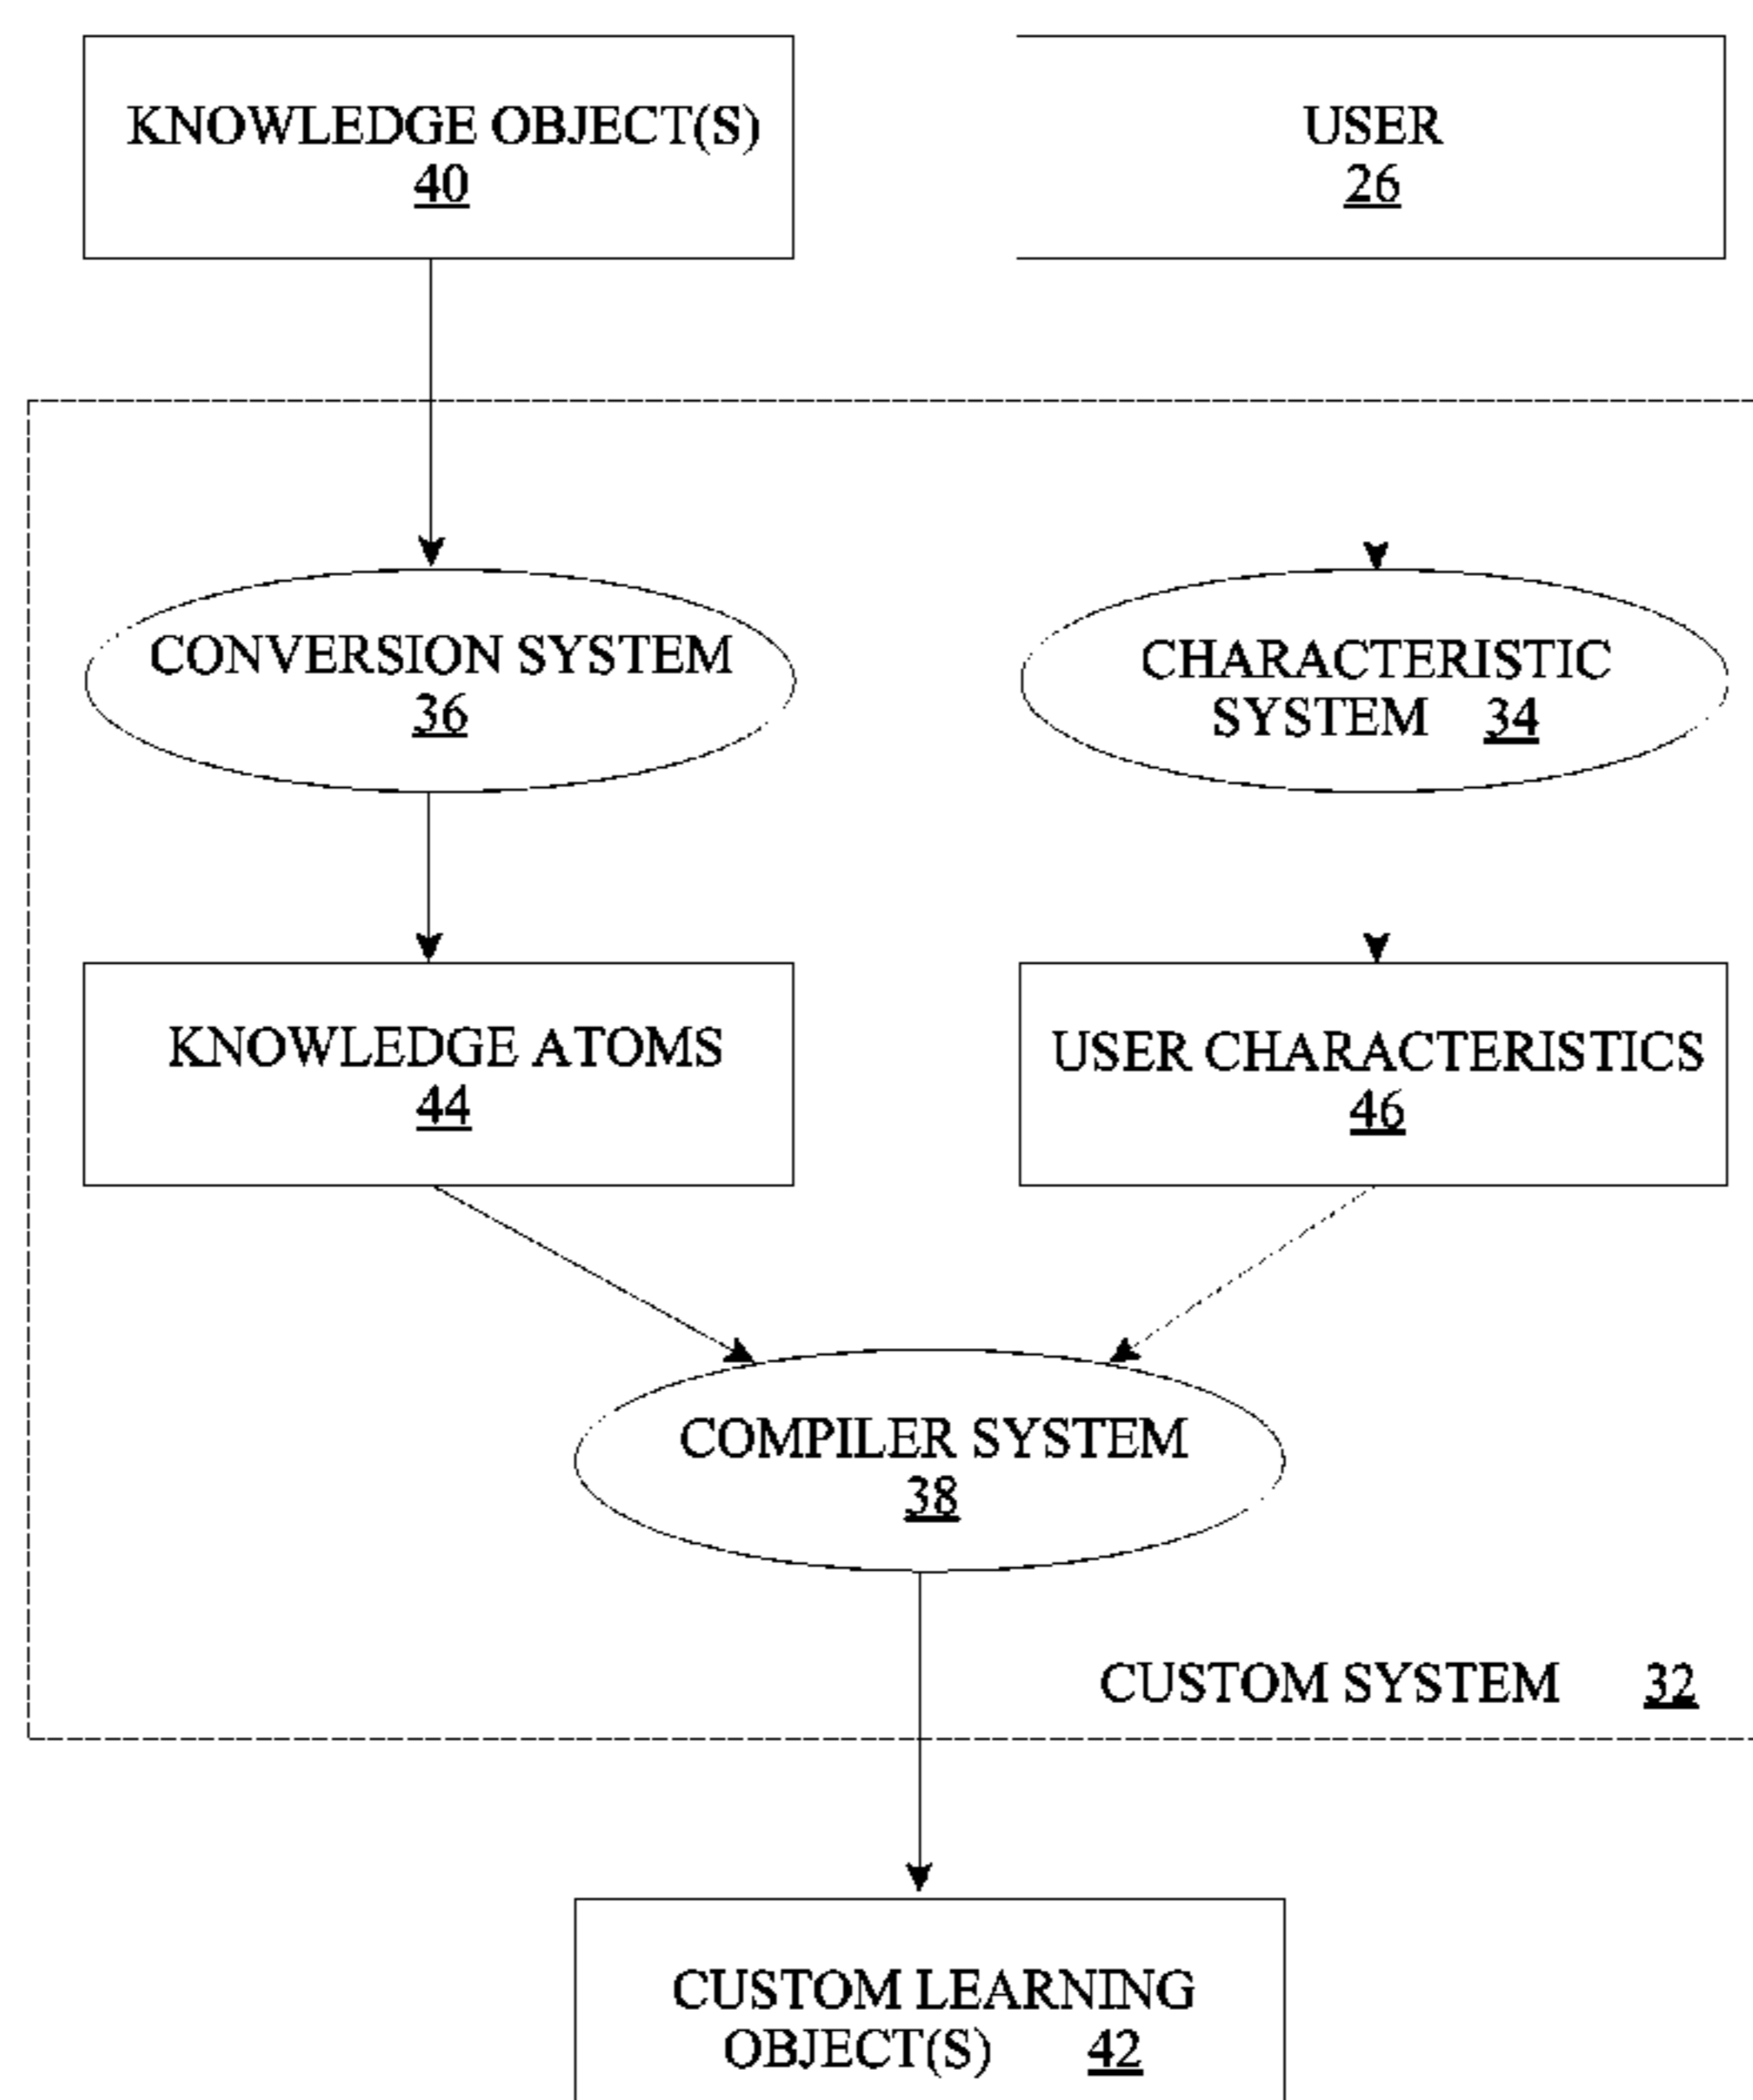 KNOWLEDGE OBJECT(S)
40
USER
26
CONVERSION SYSTEM
36
CHARACTERISTIC
SYSTEM 34
KNOWLEDGE ATOMS
44
USER CHARACTERISTICS
46
COMPILER SYSTEM
38
CUSTOM SYSTEM 32
CUSTOM LEARNING
OBJECT(S) 42